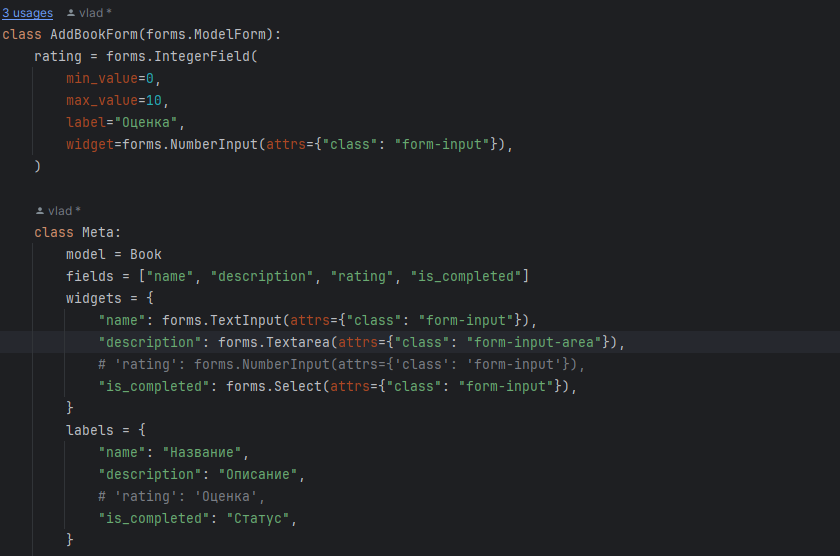 3 usages vlad *
class AddBookForm(forms.ModelForm):
    rating = forms.IntegerField(
        min_value=0,
        max_value=10,
        label="Оценка",
        widget=forms.NumberInput(attrs={"class": "form-input"}),
    )
    vlad *
    class Meta:
        model = Book
        fields = ["name", "description", "rating", "is_completed"]
        widgets = {
            "name": forms.TextInput(attrs={"class": "form-input"}),
            "description": forms.Textarea(attrs={"class": "form-input-area"}),
            # 'rating': forms.NumberInput(attrs={'class': 'form-input'}),
            "is_completed": forms.Select(attrs={"class": "form-input"}),
        }
        labels = {
            "name": "Название",
            "description": "Описание",
            # 'rating': 'Оценка',
            "is_completed": "Статус",
        }